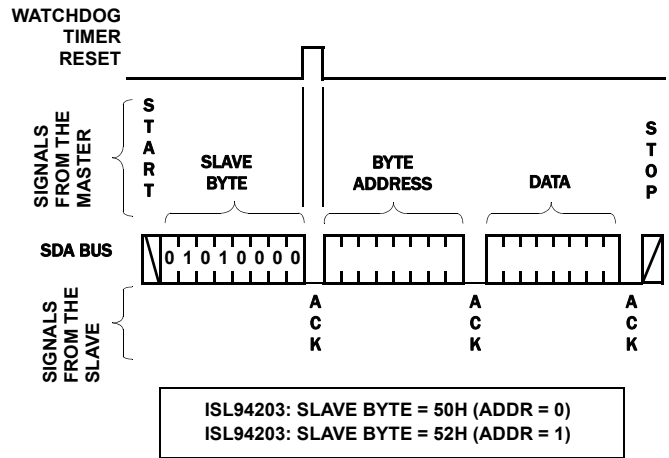 WATCHDOG
TIMER
RESET
SIGNALS
FROM THE
MASTER
START
SLAVE
BYTE
BYTE
ADDRESS
DATA
STOP
SDA BUS
0 1 0 1 0 0 0 0
SIGNALS
FROM THE
SLAVE
ACK
ACK
ACK
ISL94203: SLAVE BYTE = 50H (ADDR = 0)
ISL94203: SLAVE BYTE = 52H (ADDR = 1)